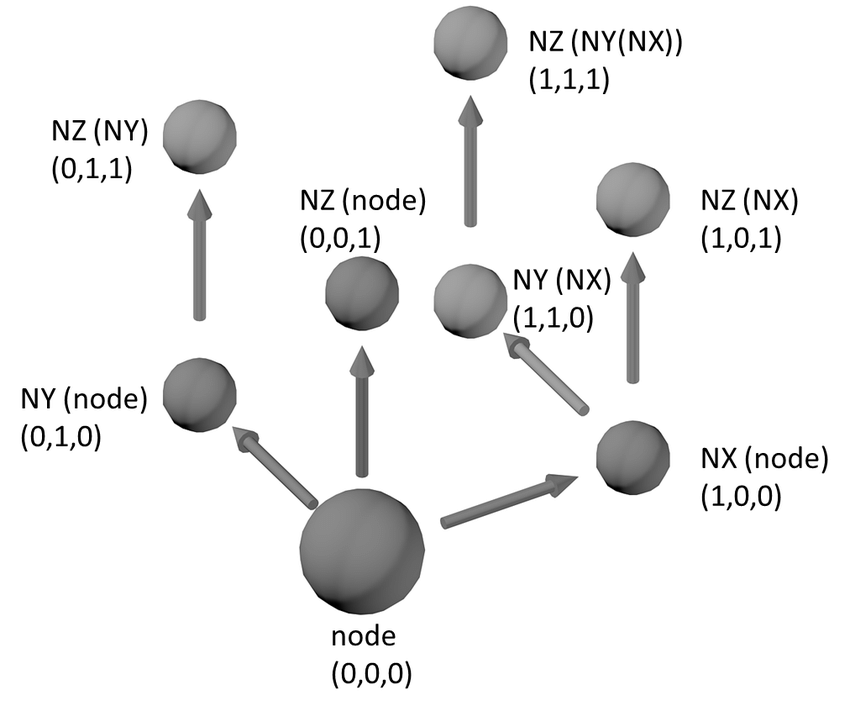 NZ (NY(NX))
(1,1,1)
NZ (NY)
(0,1,1)
NZ (node)
(0,0,1)
NZ (NX)
(1,0,1)
NY (NX)
(1,1,0)
NY (node)
(0,1,0)
NX (node)
(1,0,0)
node
(0,0,0)